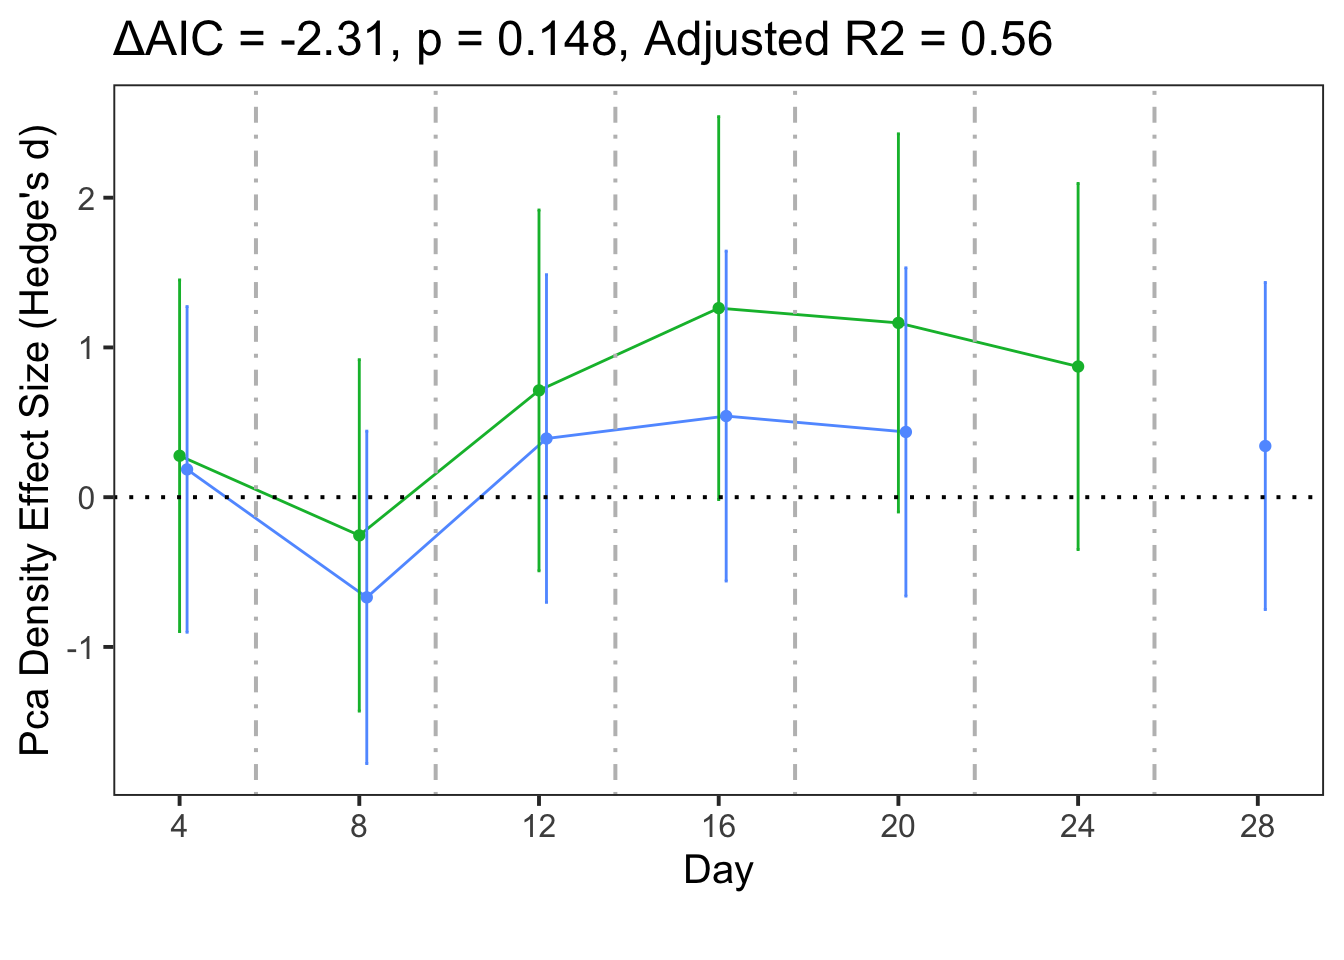 ΔAIC = -2.31, p = 0.148, Adjusted R2 = 0.56
Pca Density Effect Size (Hedge's d)
2
1
0
-1
4 8 12 16 20 24 28
Day